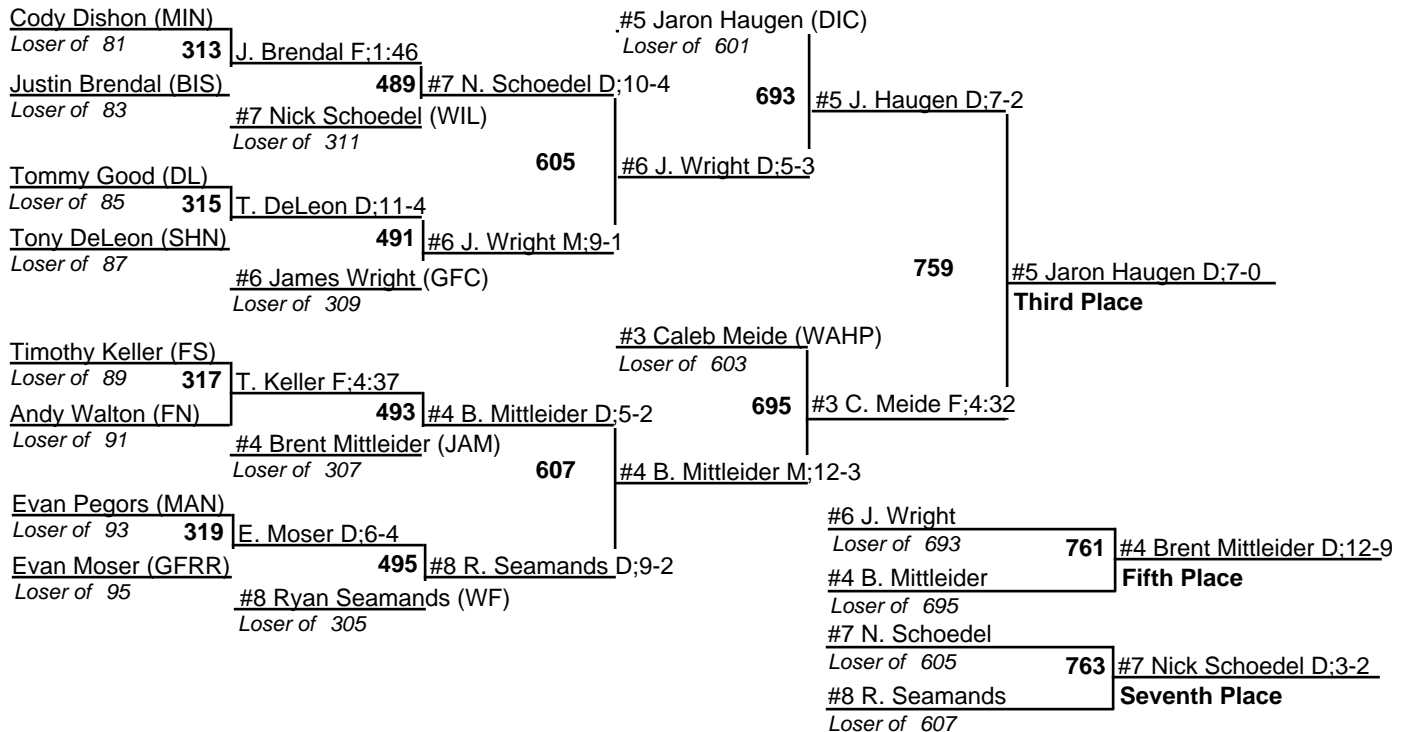 Cody Dishon (MIN)
Loser of 81
313
J. Brendal F;1:46
Justin Brendal (BIS)
Loser of 83
489
#7 N. Schoedel D;10-4
#7 Nick Schoedel (WIL)
Loser of 311
605
#6 J. Wright D;5-3
Tommy Good (DL)
Loser of 85
315
T. DeLeon D;11-4
Tony DeLeon (SHN)
Loser of 87
491
#6 J. Wright M;9-1
#6 James Wright (GFC)
Loser of 309
#5 Jaron Haugen (DIC)
Loser of 601
693
#5 J. Haugen D;7-2
759
#5 Jaron Haugen D;7-0
Third Place
Timothy Keller (FS)
Loser of 89
317
T. Keller F;4:37
Andy Walton (FN)
Loser of 91
493
#4 B. Mittleider D;5-2
#4 Brent Mittleider (JAM)
Loser of 307
607
#4 B. Mittleider M;12-3
Evan Pegors (MAN)
Loser of 93
319
E. Moser D;6-4
Evan Moser (GFRR)
Loser of 95
495
#8 R. Seamands D;9-2
#8 Ryan Seamands (WF)
Loser of 305
#3 Caleb Meide (WAHP)
Loser of 603
695
#3 C. Meide F;4:32
#6 J. Wright
Loser of 693
761
#4 Brent Mittleider D;12-9
#4 B. Mittleider
Fifth Place
Loser of 695
#7 N. Schoedel
Loser of 605
763
#7 Nick Schoedel D;3-2
#8 R. Seamands
Seventh Place
Loser of 607